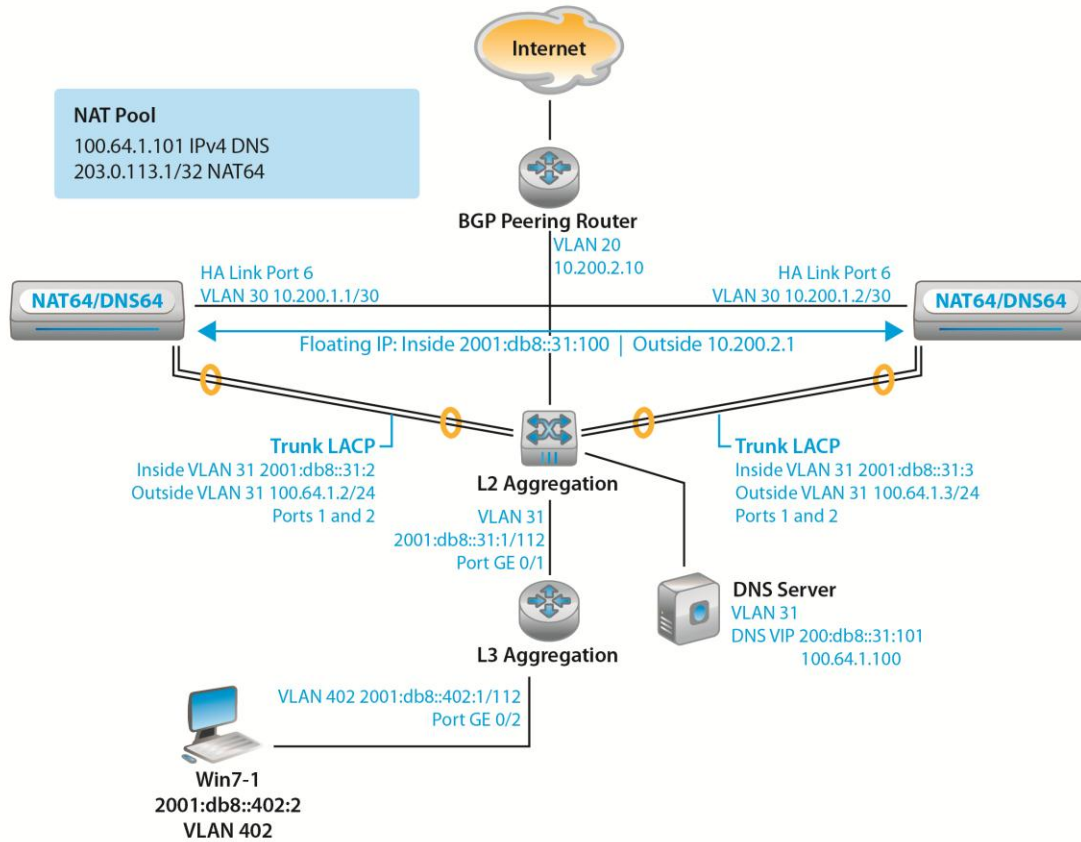 Internet
NAT Pool
100.64.1.101 IPv4 DNS
203.0.113.1/32 NAT64
BGP Peering Router
VLAN 20
10.200.2.10
HA Link Port 6
VLAN 30 10.200.1.1/30
HA Link Port 6
VLAN 30 10.200.1.2/30
NAT64/DNS64
NAT64/DNS64
Floating IP: Inside 2001:db8::31:100 | Outside 10.200.2.1
Trunk LACP
Inside VLAN 31 2001:db8::31:2
Outside VLAN 31 100.64.1.2/24
Ports 1 and 2
Trunk LACP
Inside VLAN 31 2001:db8::31:3
Outside VLAN 31 100.64.1.3/24
Ports 1 and 2
L2 Aggregation
VLAN 31
2001:db8::31:1/112
Port GE 0/1
DNS Server
VLAN 31
DNS VIP 200:db8::31:101
100.64.1.100
L3 Aggregation
VLAN 402 2001:db8::402:1/112
Port GE 0/2
Win7-1
2001:db8::402:2
VLAN 402